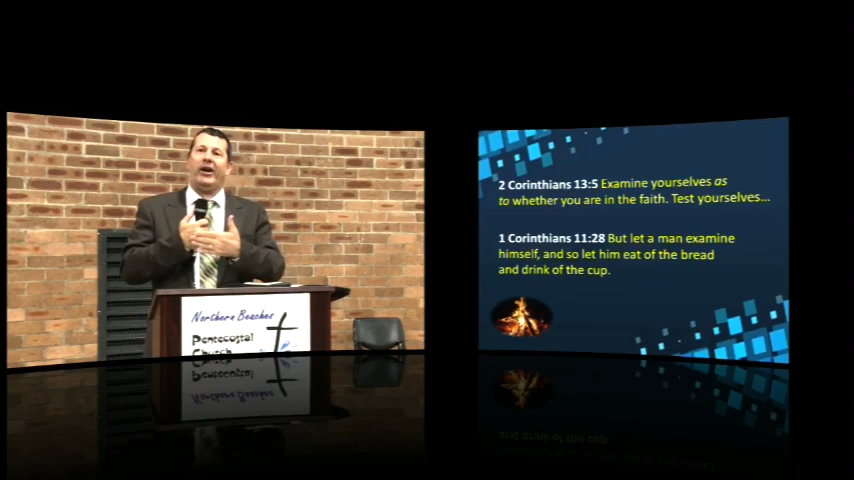 Northern Beaches
Pentecostal
Church
2 Corinthians 13:5 Examine yourselves as
to whether you are in the faith. Test yourselves...
1 Corinthians 11:28 But let a man examine
himself, and so let him eat of the bread
and drink of the cup.